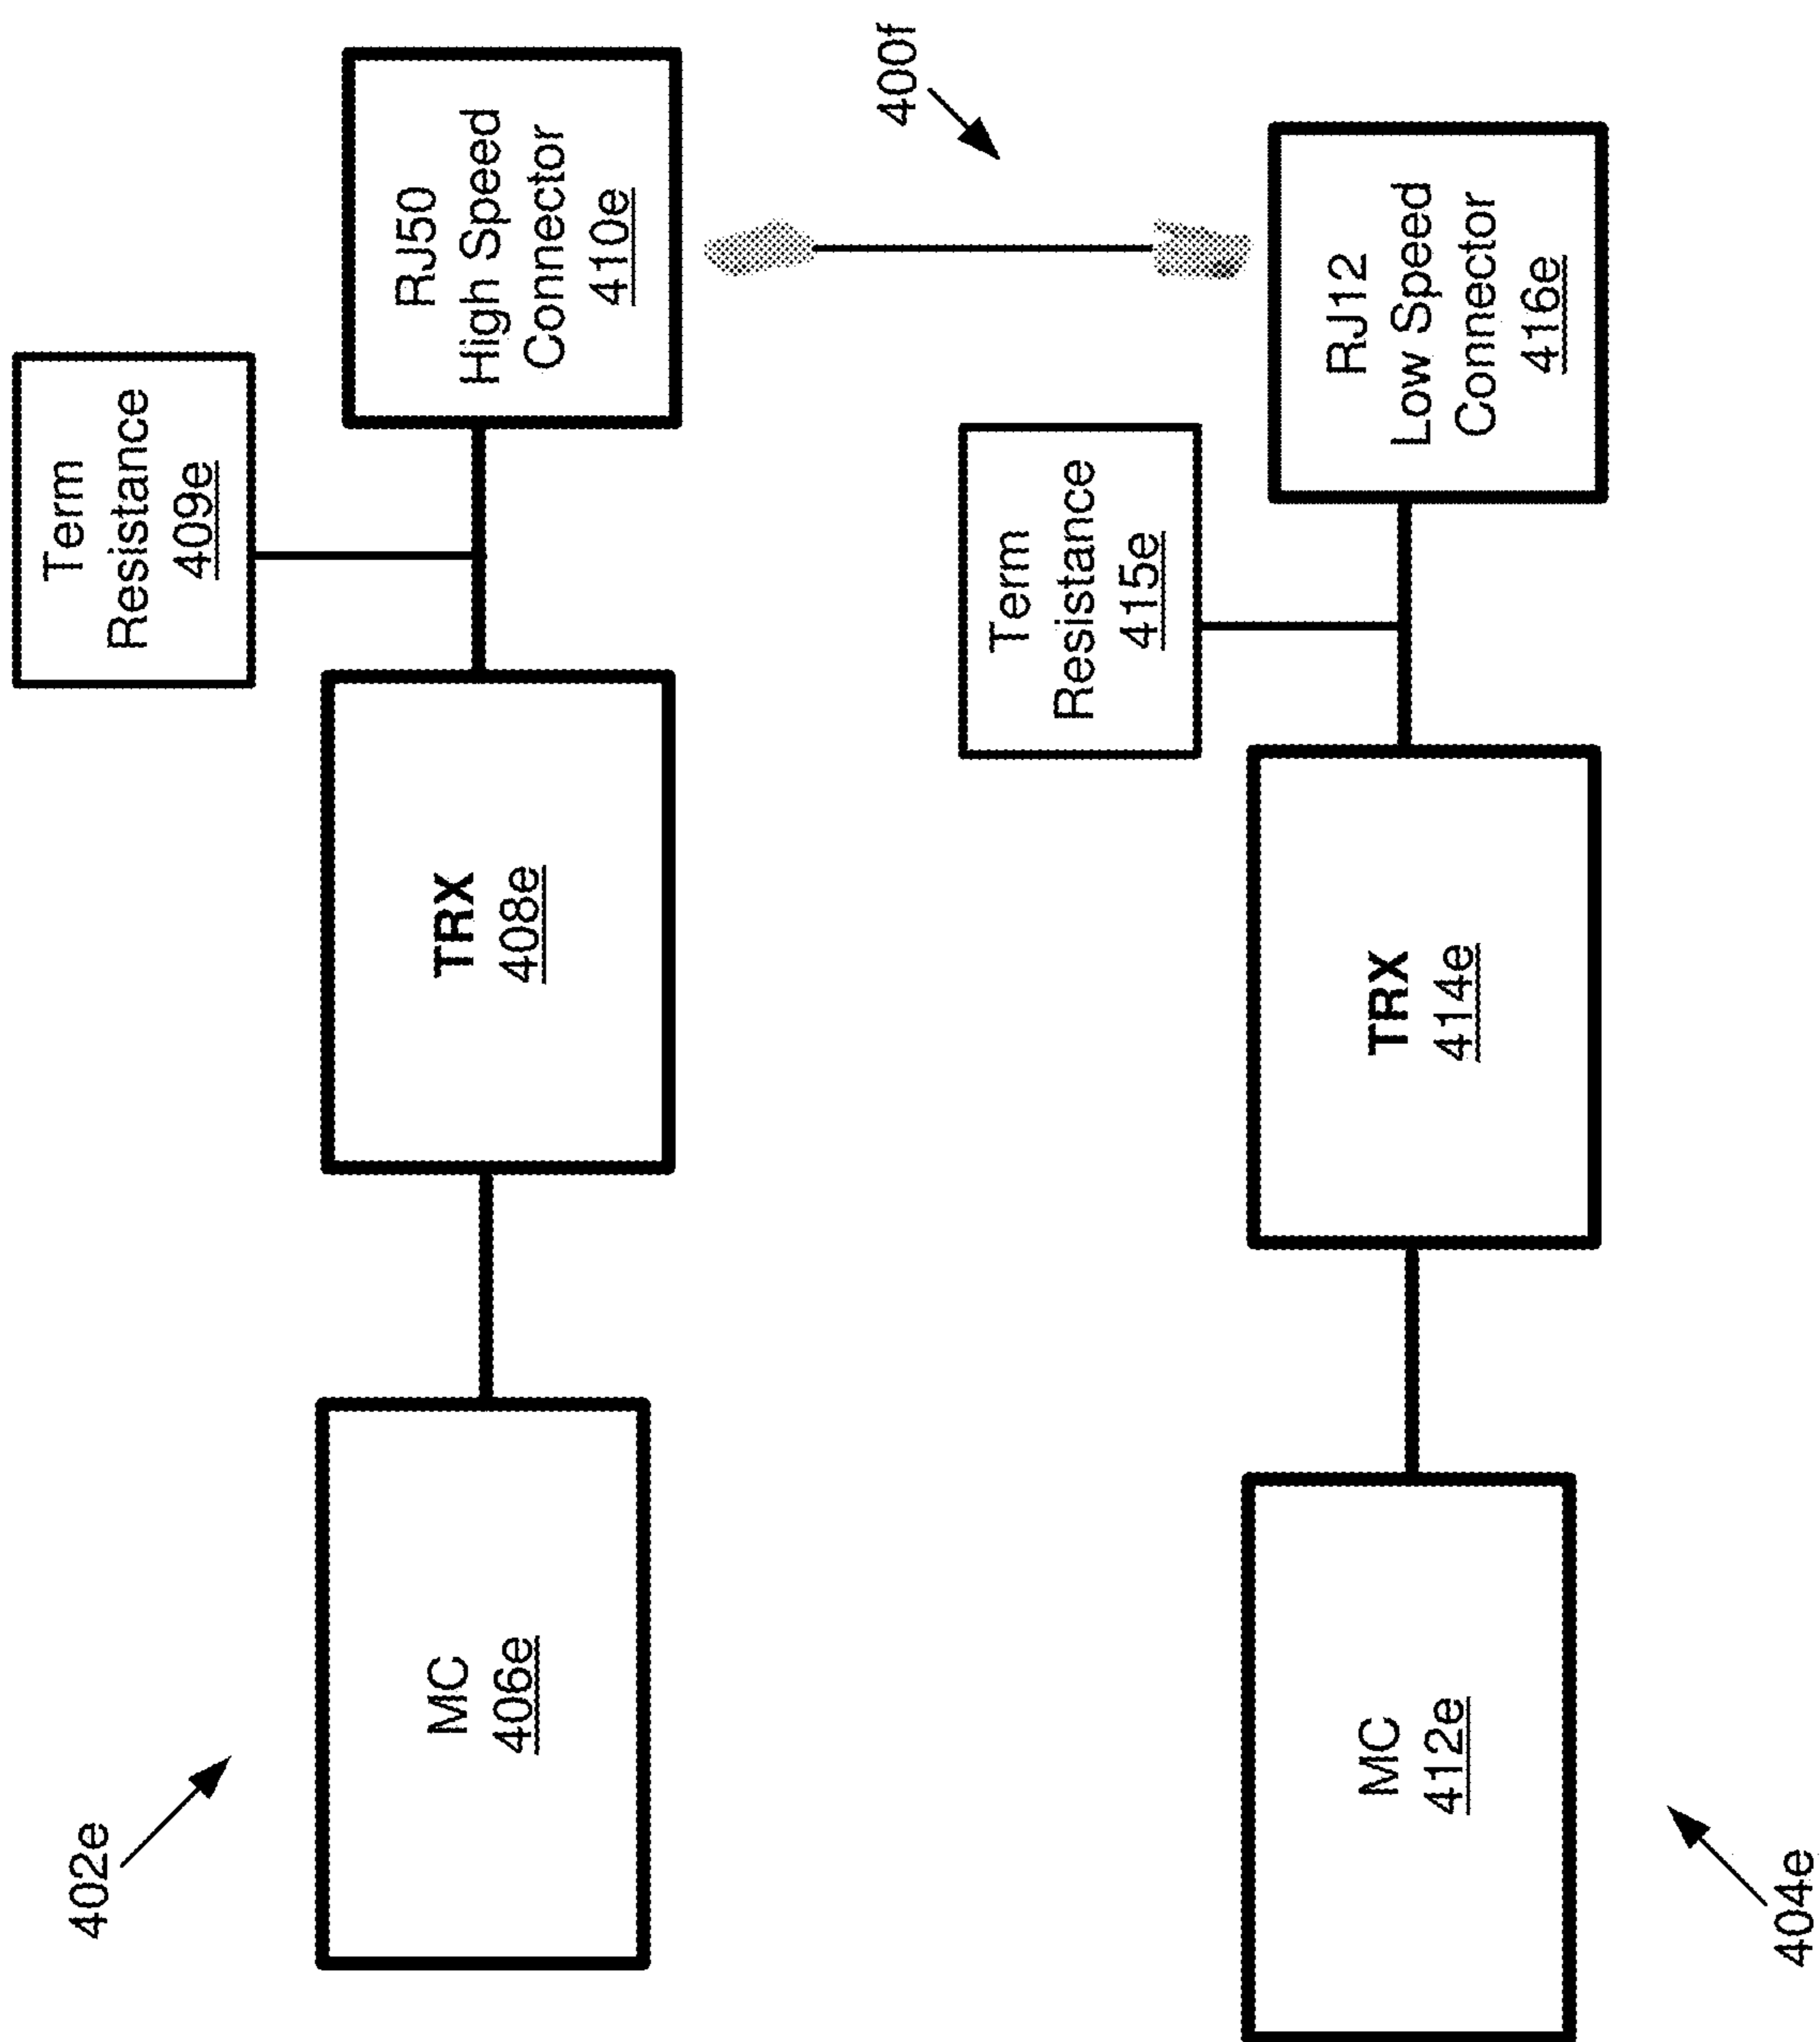 402e
MC
406e
TRX
408e
Term
Resistance
409e
RJ50
High Speed
Connector
410e
400f
404e
MC
412e
TRX
414e
Term
Resistance
415e
RJ12
Low Speed
Connector
416e